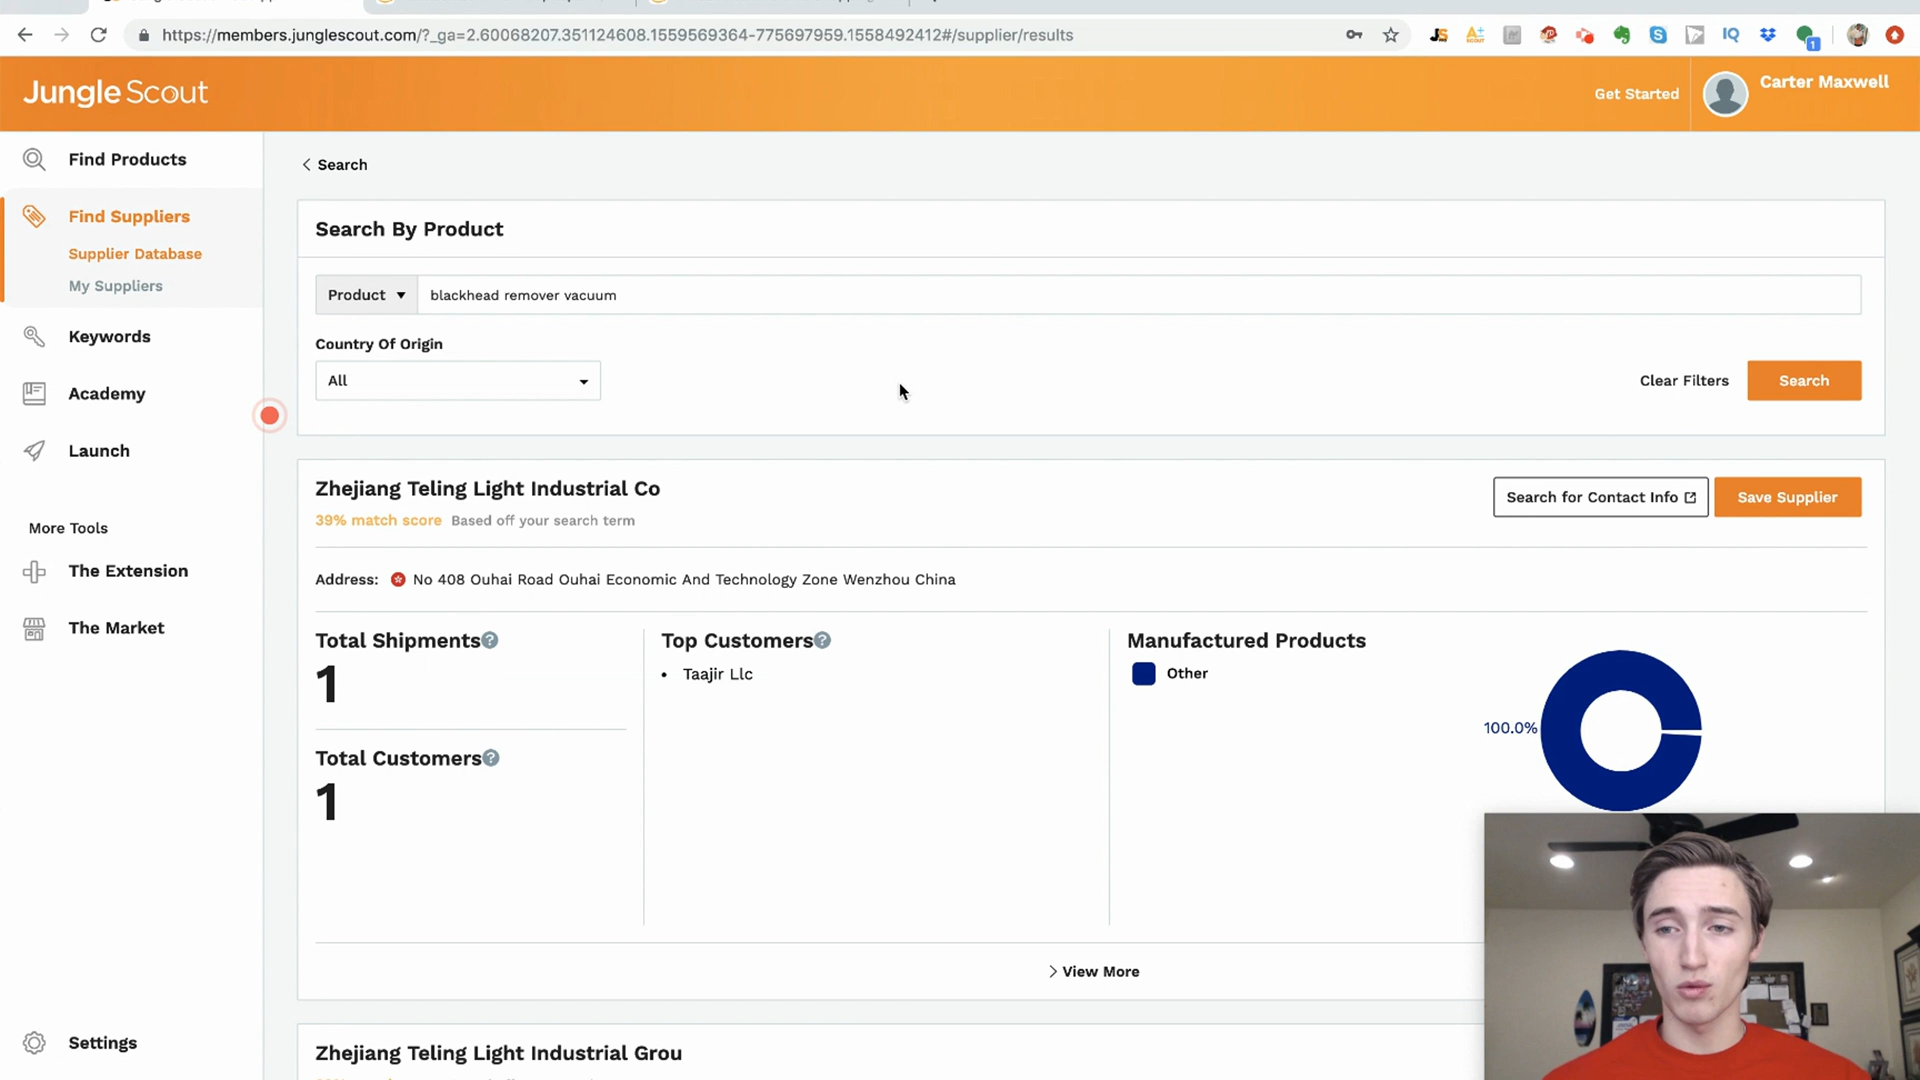 https://members.junglescout.com/?_ga=2.60068207.351124608.1559569364-775697959.1558492412#/supplier/results
JS
A+
SCOUT
IQ
1
Jungle Scout
Get Started
Carter Maxwell
Find Products
Find Suppliers
Supplier Database
My Suppliers
Keywords
Academy
Launch
More Tools
The Extension
The Market
Settings
Search
Search By Product
Product
blackhead remover vacuum
Country Of Origin
All
Clear Filters
Search
Zhejiang Teling Light Industrial Co
39% match score Based off your search term
Search for Contact Info
Save Supplier
Address: No 408 Ouhai Road Ouhai Economic And Technology Zone Wenzhou China
Total Shipments?
1
Total Customers?
1
Top Customers?
• Taajir Llc
Manufactured Products
Other
100.0%
View More
Zhejiang Teling Light Industrial Grou